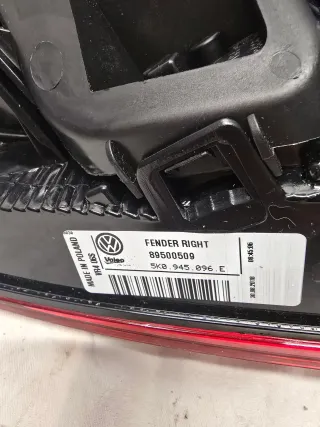 MADE IN POLAND
Valeo
FENDER RIGHT
89500509
5K0.945.096.E